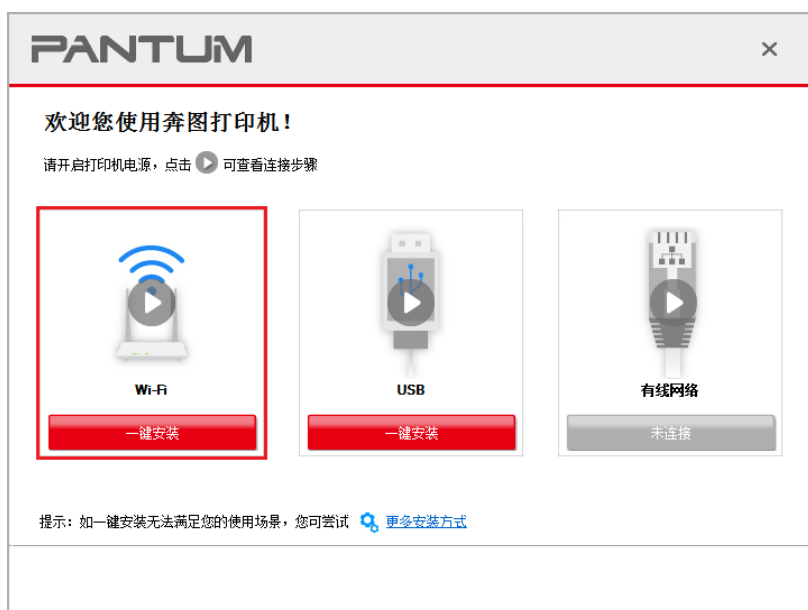 PANTUM
欢迎您使用奔图打印机！
请开启打印机电源，点击 可查看连接步骤
Wi-Fi
一键安装
USB
一键安装
有线网络
未连接
提示：如一键安装无法满足您的使用场景，您可尝试 更多安装方式